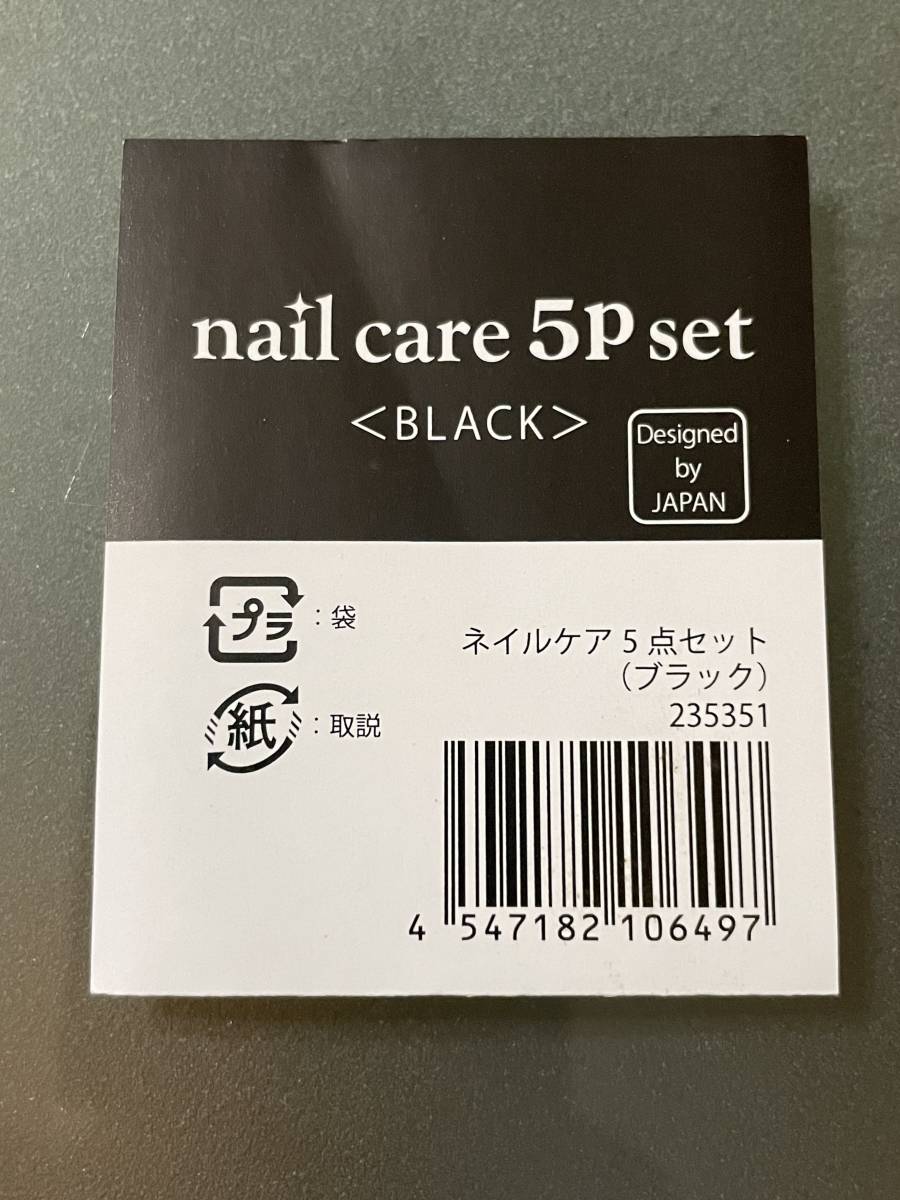 nail care 5p set
＜BLACK＞
Designed
by
JAPAN
プラ：袋
紙：取説
ネイルケア５点セット
（ブラック）
235351
4 547182 106497